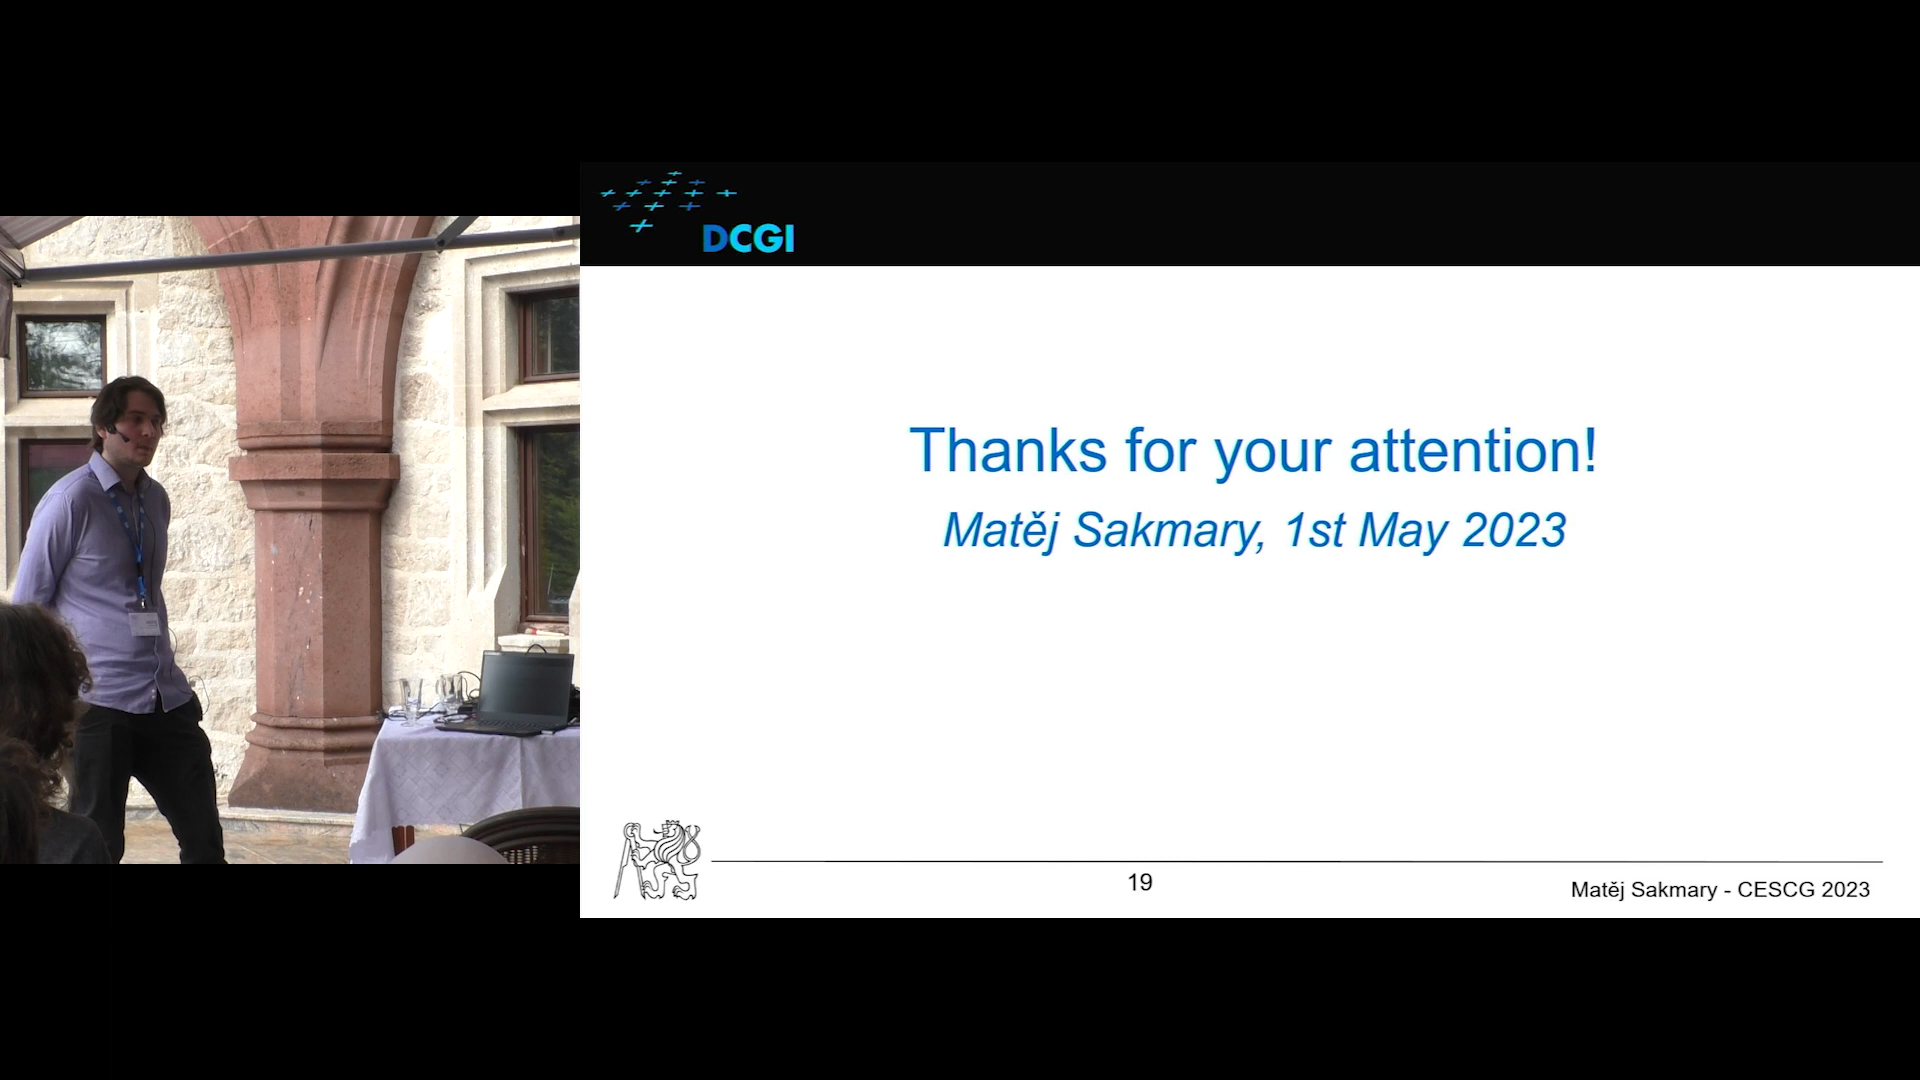 DCGI
Thanks for your attention!
Matěj Sakmary, 1st May 2023
19
Matěj Sakmary - CESCG 2023